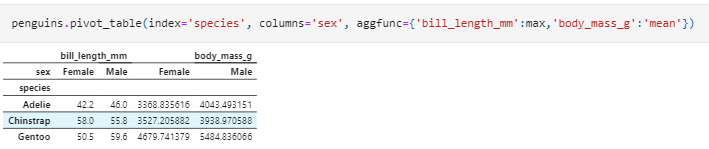 penguins.pivot_table(index='species', columns='sex', aggfunc={'bill_length_mm':max,'body_mass_g':'mean'})
bill_length_mm body_mass_g
sex Female Male Female Male
species
Adelie 42.2 46.0 3368.835616 4043.493151
Chinstrap 58.0 55.8 3527.205882 3938.970588
Gentoo 50.5 59.6 4679.741379 5484.836066